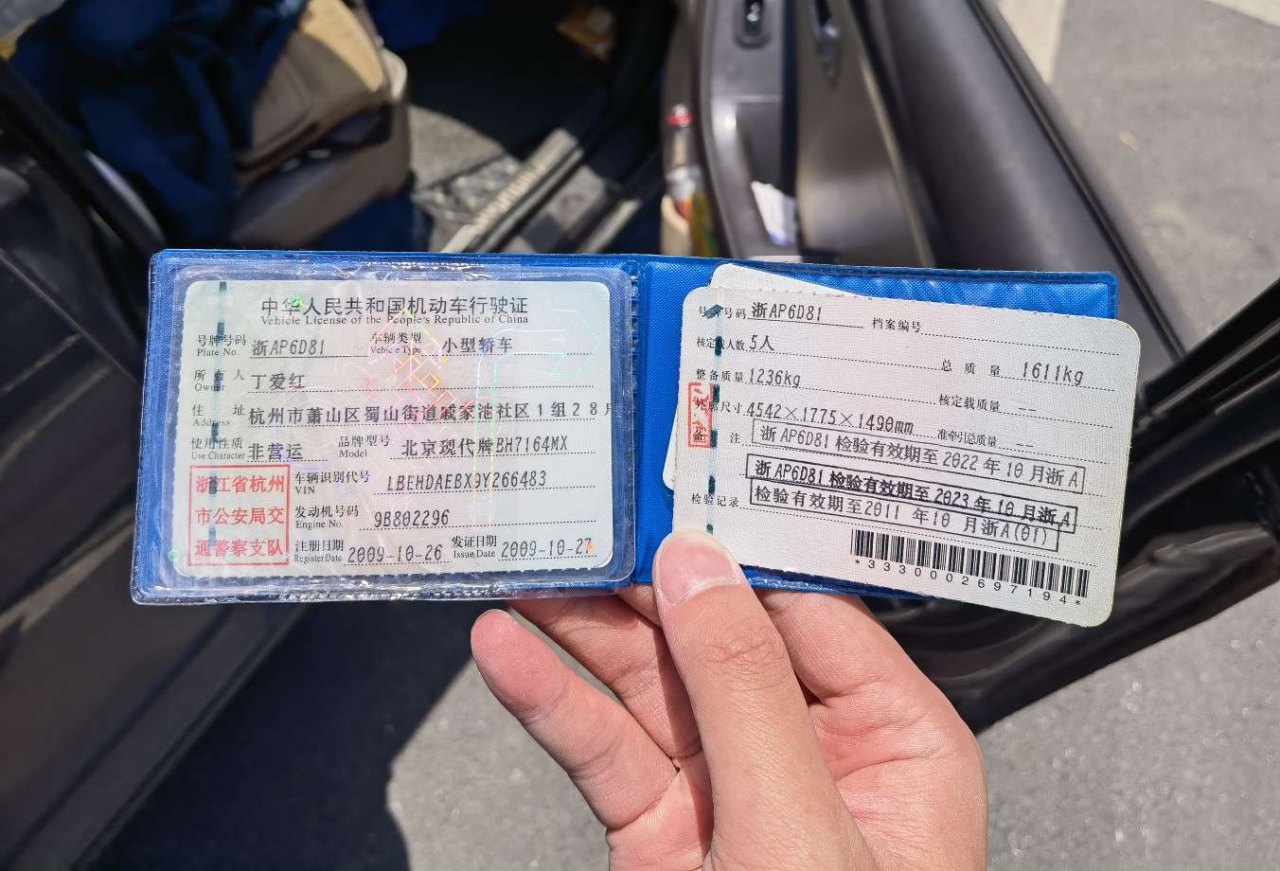 中华人民共和国机动车行驶证
Vehicle License of the People's Republic of China
号牌号码 浙AP6D81 车辆类型 小型轿车
Plate No. Vehicle Type
所有人 丁爱红
Owner
住址 杭州市萧山区蜀山街道戚家池社区1组28
Address
使用性质 非营运 品牌型号 北京现代牌BH7164MX
Use Character Model
浙江省杭州
市公安局交
通警察支队
车辆识别代号 LBEHDAEBX9Y266483
VIN
发动机号码 9B802296
Engine No.
注册日期 2009-10-26 发证日期 2009-10-27
Register Date Issue Date
号牌号码 浙AP6D81 档案编号
核定载人数 5人 总质量 1611kg
整备质量 1236kg 核定载质量 --
外廓尺寸 4542×1775×1490mm 准牵引总质量 --
备注 浙AP6D81 检验有效期至2022年10月浙A
浙AP6D81 检验有效期至2023年10月浙A
检验记录 检验有效期至2011年10月浙A(01)
*3330002697194*